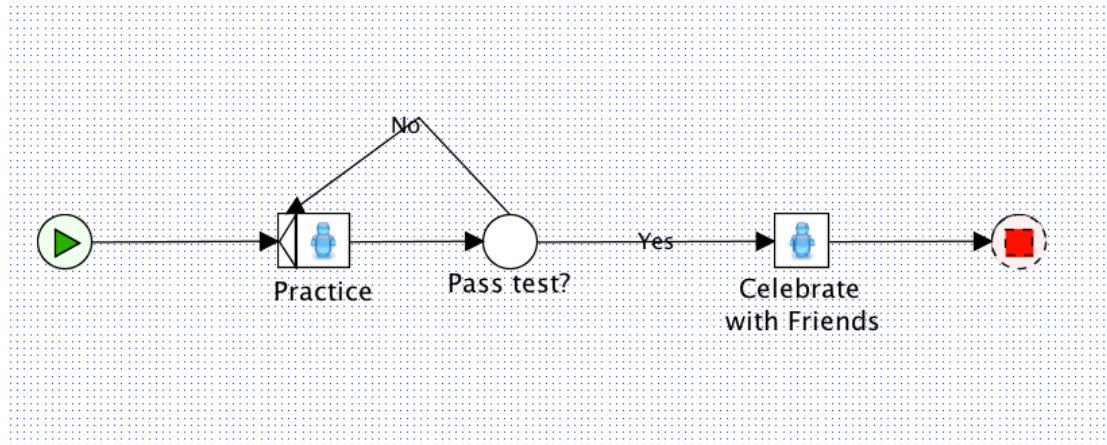 No
Yes
Practice
Pass test?
Celebrate
with Friends